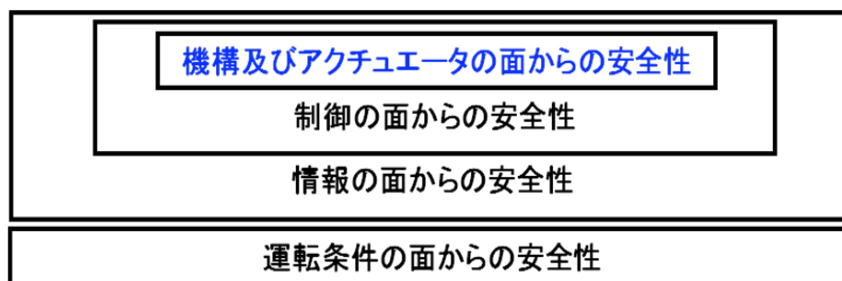 機構及びアクチュエータの面からの安全性
制御の面からの安全性
情報の面からの安全性
運転条件の面からの安全性